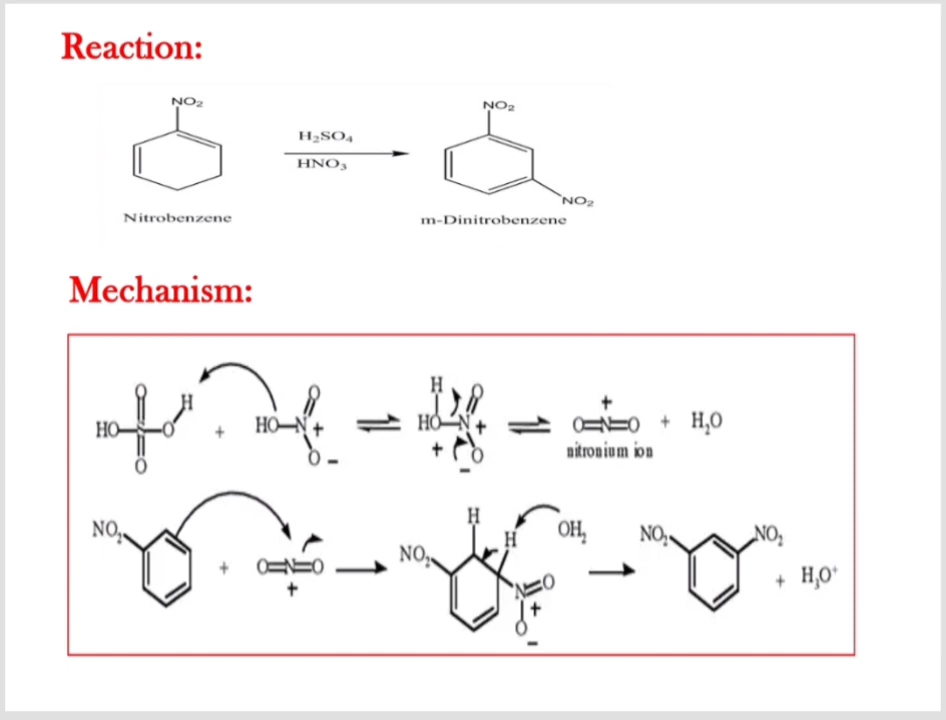 Reaction:
NO₂ NO₂
H₂SO₄
HNO₃
NO₂
Nitrobenzene m-Dinitrobenzene
Mechanism:
O H O H O
HO S O + HO N + HO N + O=N=O + H₂O
+
O O - + O -
nitronium ion
NO₂ H H OH₂ NO₂ NO₂
+ O=N=O NO₂ N=O + H₃O⁺
+ +
O
-